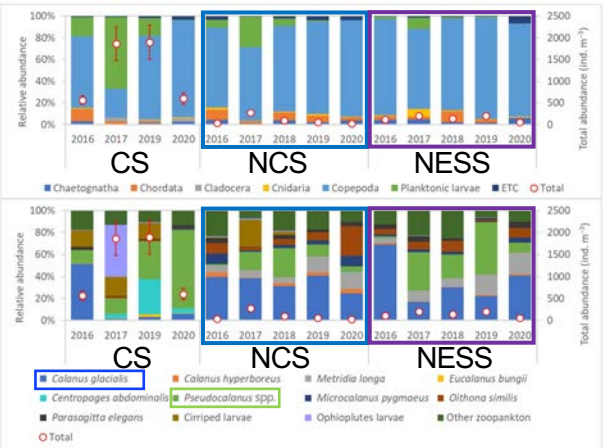 100% 2500
80% 2000
60% 1500
40% 1000
20% 500
0% 0
Relative abundance
Total abundance (ind. m⁻³)
2016 2017 2019 2020 2016 2017 2018 2019 2020 2016 2017 2018 2019 2020
CS NCS NESS
Chaetognatha Chordata Cladocera Cnidaria Copepoda Planktonic larvae ETC Total
100% 2500
80% 2000
60% 1500
40% 1000
20% 500
0% 0
Relative abundance
Total abundance (ind. m⁻³)
2016 2017 2019 2020 2016 2017 2018 2019 2020 2016 2017 2018 2019 2020
CS NCS NESS
Calanus glacialis Calanus hyperboreus Metridia longa Eucalanus bungii
Centropages abdominalis Pseudocalanus spp. Microcalanus pygmaeus Oithona similis
Parasagitta elegans Cirriped larvae Ophioplutes larvae Other zooplankton
Total